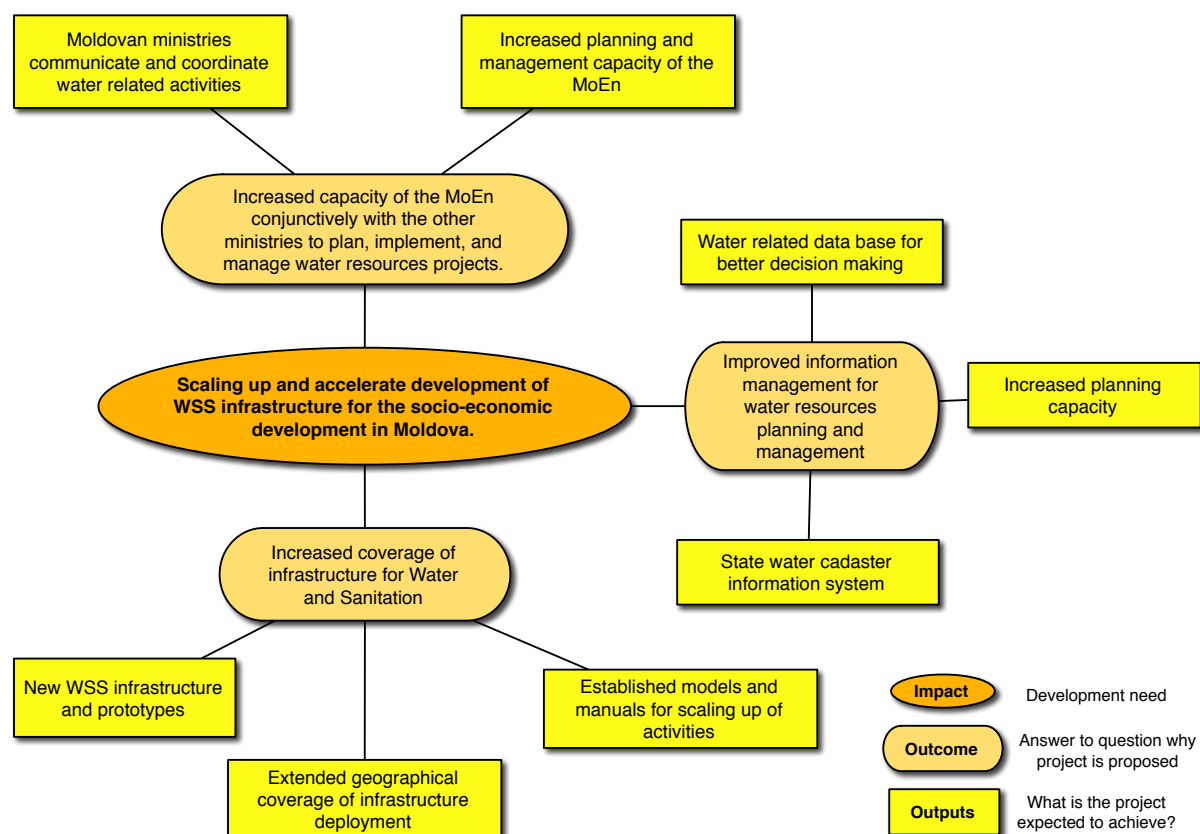 Moldovan ministries
communicate and coordinate
water related activities
Increased planning and
management capacity of the
MoEn
Increased capacity of the MoEn
conjunctively with the other
ministries to plan, implement, and
manage water resources projects.
Water related data base for
better decision making
Scaling up and accelerate development of
WSS infrastructure for the socio-economic
development in Moldova.
Improved information
management for
water resources
planning and
management
Increased planning
capacity
Increased coverage of
infrastructure for Water
and Sanitation
State water cadaster
information system
New WSS infrastructure
and prototypes
Established models and
manuals for scaling up of
activities
Extended geographical
coverage of infrastructure
deployment
Impact
Development need
Outcome
Answer to question why
project is proposed
Outputs
What is the project
expected to achieve?